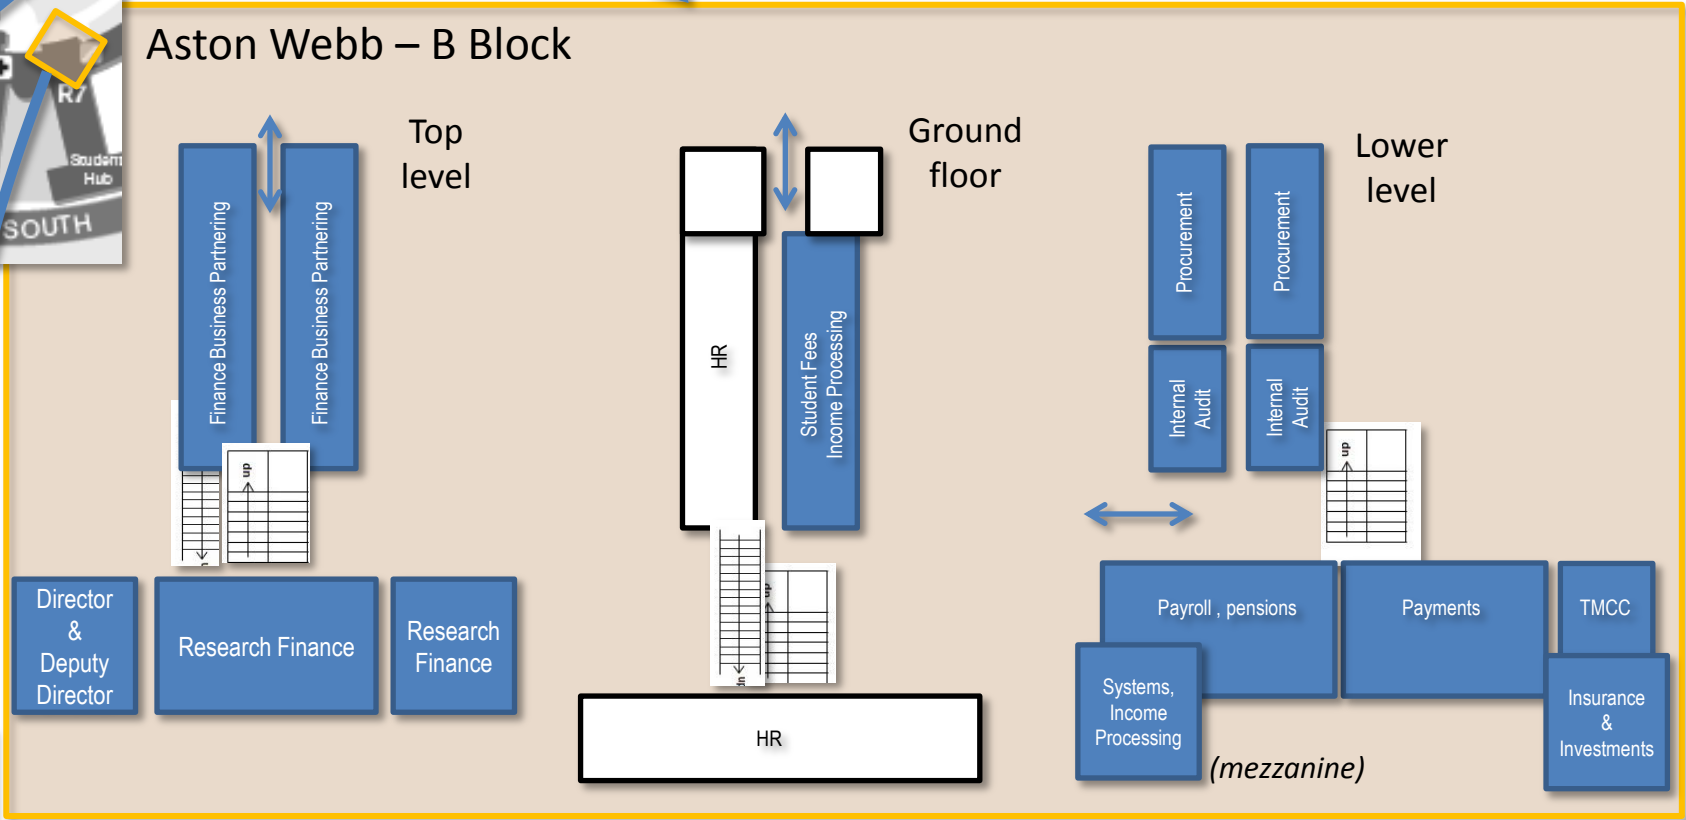 Aston Webb – B Block
R7
Student
Hub
SOUTH
Top
level
Finance Business Partnering
Finance Business Partnering
up
Director
&
Deputy
Director
Research Finance
Research
Finance
Ground
floor
HR
Student Fees
Income Processing
dn
up
HR
Lower
level
Procurement
Procurement
Internal
Audit
Internal
Audit
up
Payroll , pensions
Payments
TMCC
Systems,
Income
Processing
(mezzanine)
Insurance
&
Investments